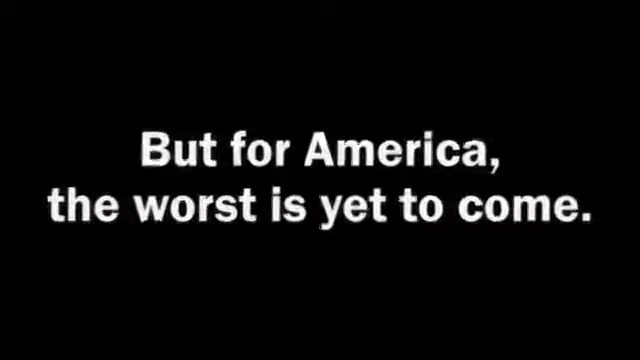 But for America,
the worst is yet to come.